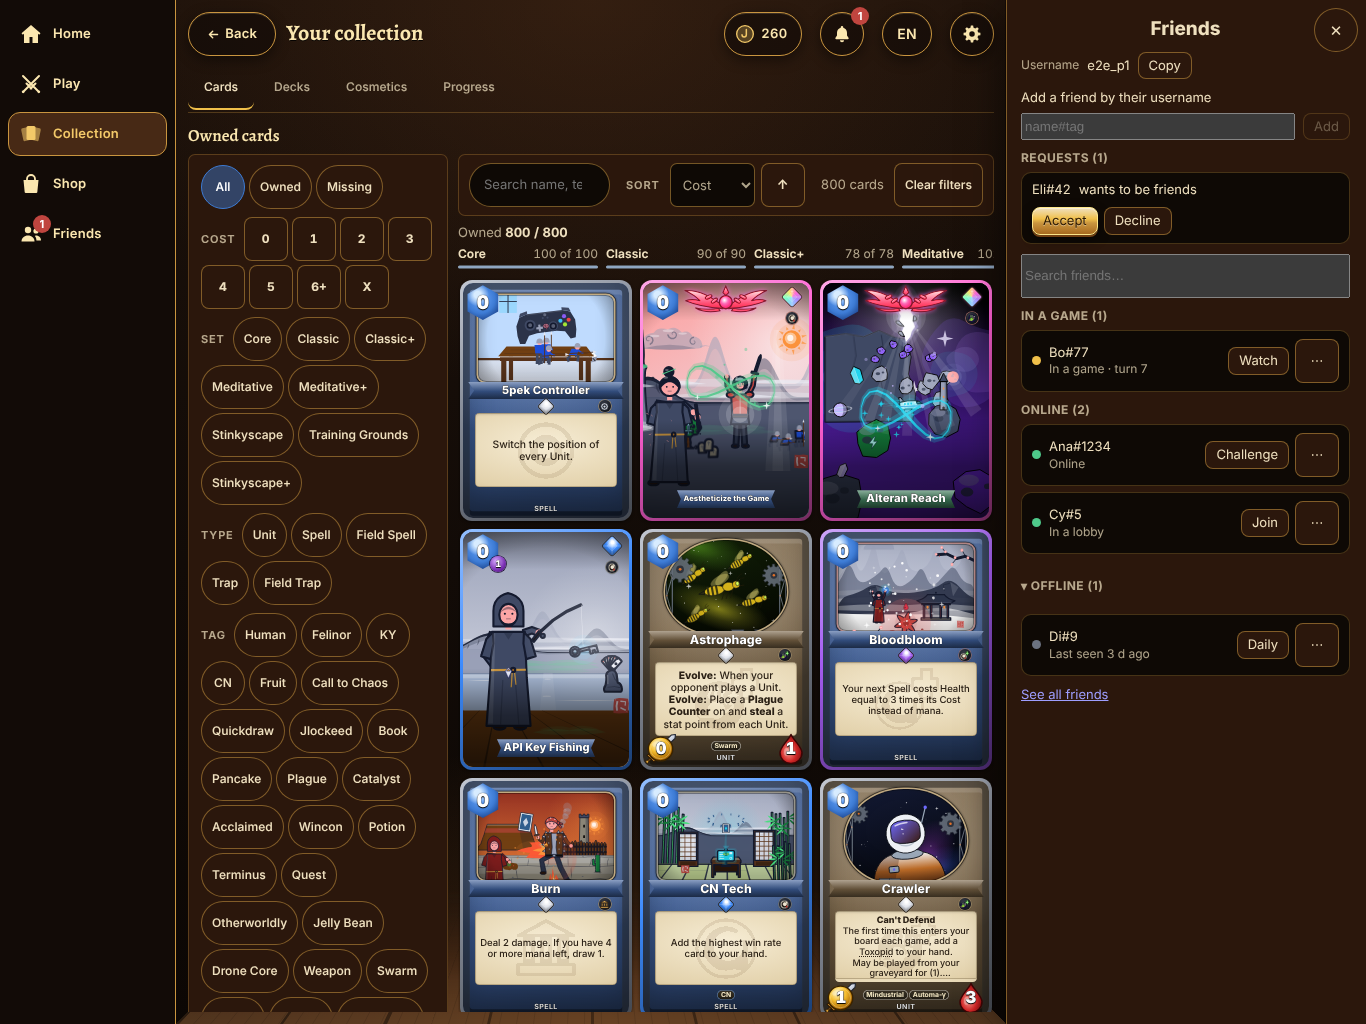 Home
Play
Collection
Shop
1
Friends
← Back
Your collection
J 260
1
EN
Cards
Decks
Cosmetics
Progress
Owned cards
All
Owned
Missing
COST
0
1
2
3
4
5
6+
X
SET
Core
Classic
Classic+
Meditative
Meditative+
Stinkyscape
Training Grounds
Stinkyscape+
TYPE
Unit
Spell
Field Spell
Trap
Field Trap
TAG
Human
Felinor
KY
CN
Fruit
Call to Chaos
Quickdraw
Jlockeed
Book
Pancake
Plague
Catalyst
Acclaimed
Wincon
Potion
Terminus
Quest
Otherworldly
Jelly Bean
Drone Core
Weapon
Swarm
Search name, te
SORT
Cost
↑
800 cards
Clear filters
Owned 800 / 800
Core 100 of 100
Classic 90 of 90
Classic+ 78 of 78
Meditative 10
0
5pek Controller
Switch the position of
every Unit.
SPELL
0
Aestheticize the Game
0
Alteran Reach
0
1
API Key Fishing
0
Astrophage
Evolve: When your
opponent plays a Unit.
Evolve: Place a Plague
Counter on and steal a
stat point from each Unit.
0
Swarm
UNIT
1
0
Bloodbloom
Your next Spell costs Health
equal to 3 times its Cost
instead of mana.
SPELL
0
Burn
Deal 2 damage. If you have 4
or more mana left, draw 1.
SPELL
0
CN Tech
Add the highest win rate
card to your hand.
CN
SPELL
0
Crawler
Can't Defend
The first time this enters your
board each game, add a
Toxopid to your hand.
May be played from your
graveyard for (1)....
1
Mindustrial
Automa-y
UNIT
3
Friends
×
Username e2e_p1 Copy
Add a friend by their username
name#tag
Add
REQUESTS (1)
Eli#42 wants to be friends
Accept
Decline
Search friends…
IN A GAME (1)
Bo#77
In a game · turn 7
Watch
···
ONLINE (2)
Ana#1234
Online
Challenge
···
Cy#5
In a lobby
Join
···
▾ OFFLINE (1)
Di#9
Last seen 3 d ago
Daily
···
See all friends